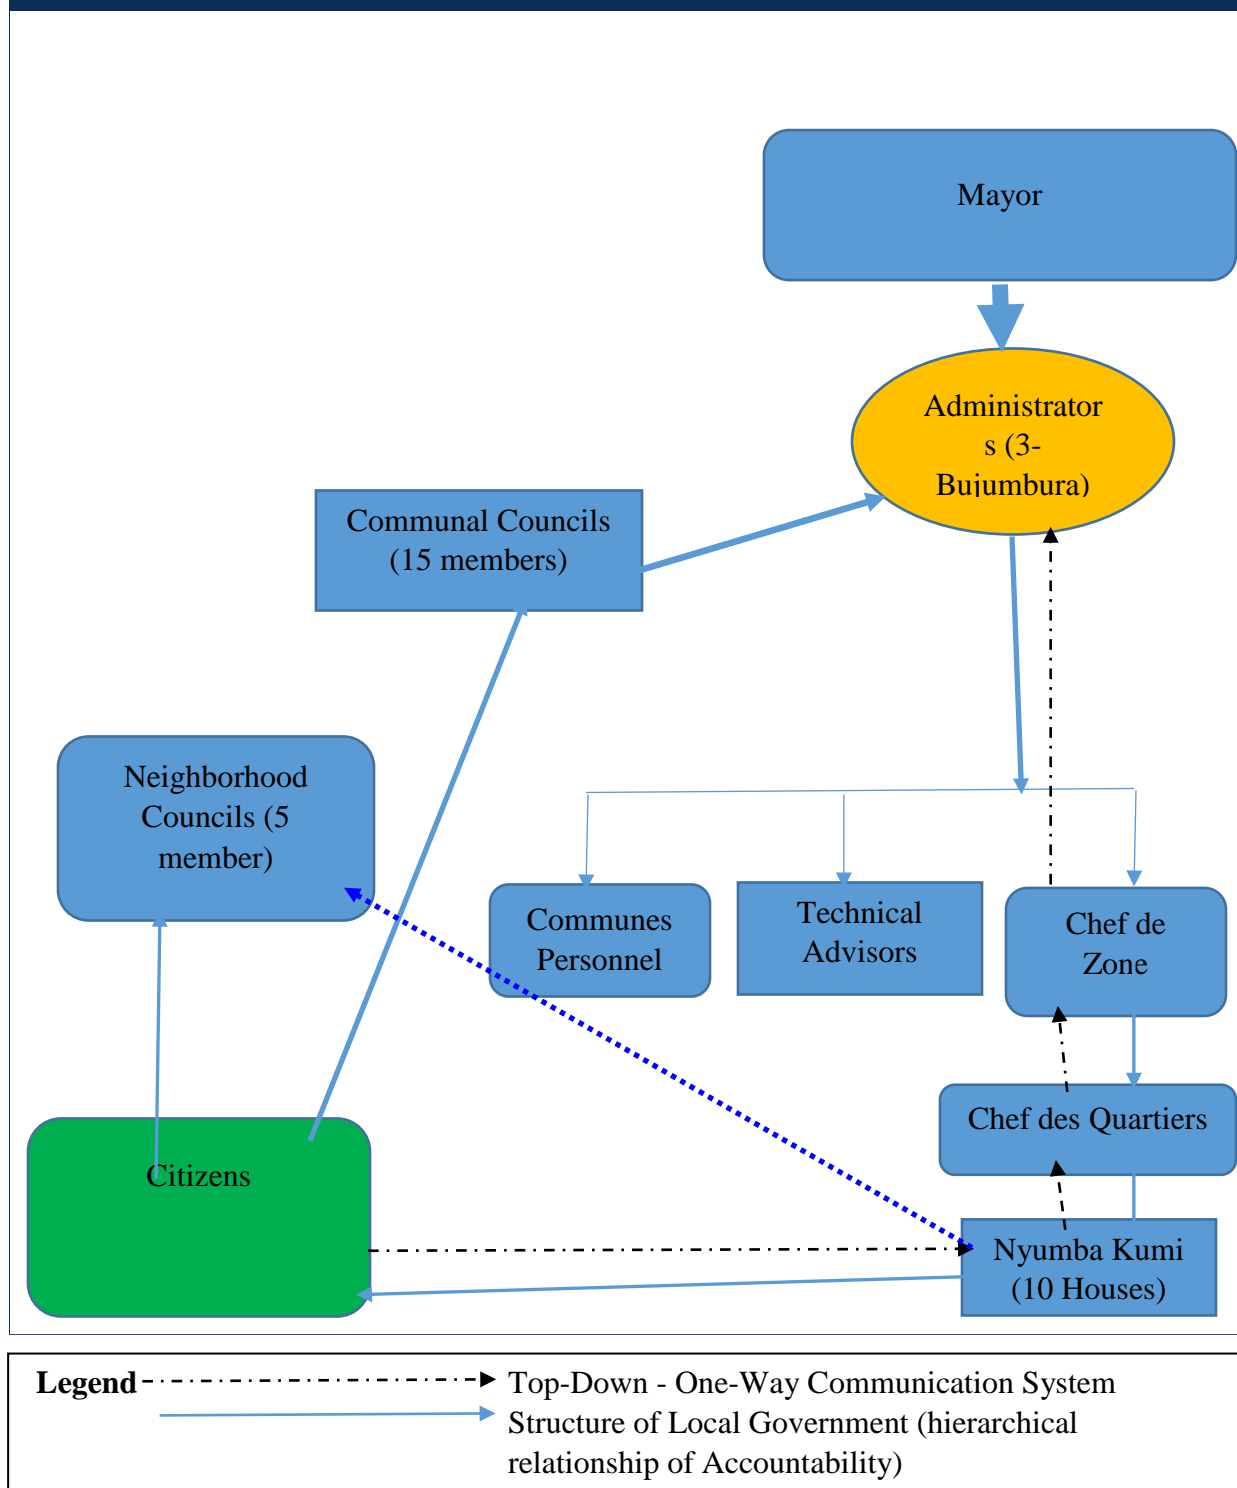 Mayor
Administrator
s (3-
Bujumbura)
Communal Councils
(15 members)
Neighborhood
Councils (5
member)
Communes
Personnel
Technical
Advisors
Chef de
Zone
Chef des Quartiers
Citizens
Nyumba Kumi
(10 Houses)
Legend
Top-Down - One-Way Communication System
Structure of Local Government (hierarchical
relationship of Accountability)